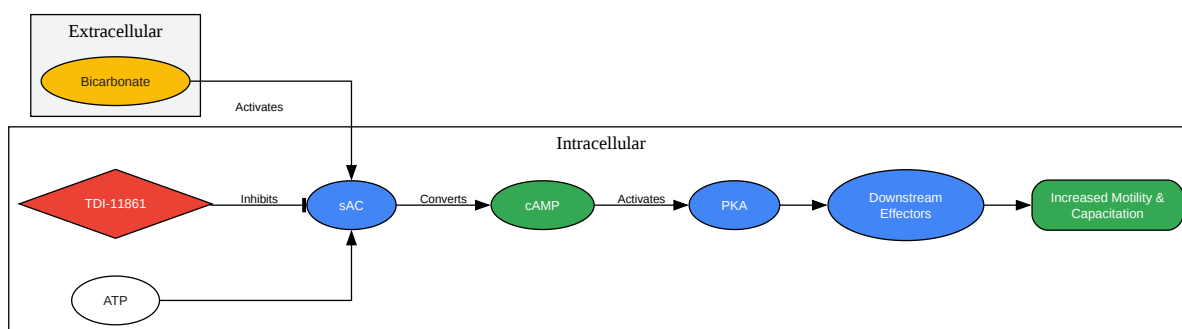 Extracellular
Bicarbonate
Activates
Intracellular
TDI-11861
Inhibits
sAC
Converts
cAMP
Activates
PKA
Downstream
Effectors
Increased Motility &
Capacitation
ATP